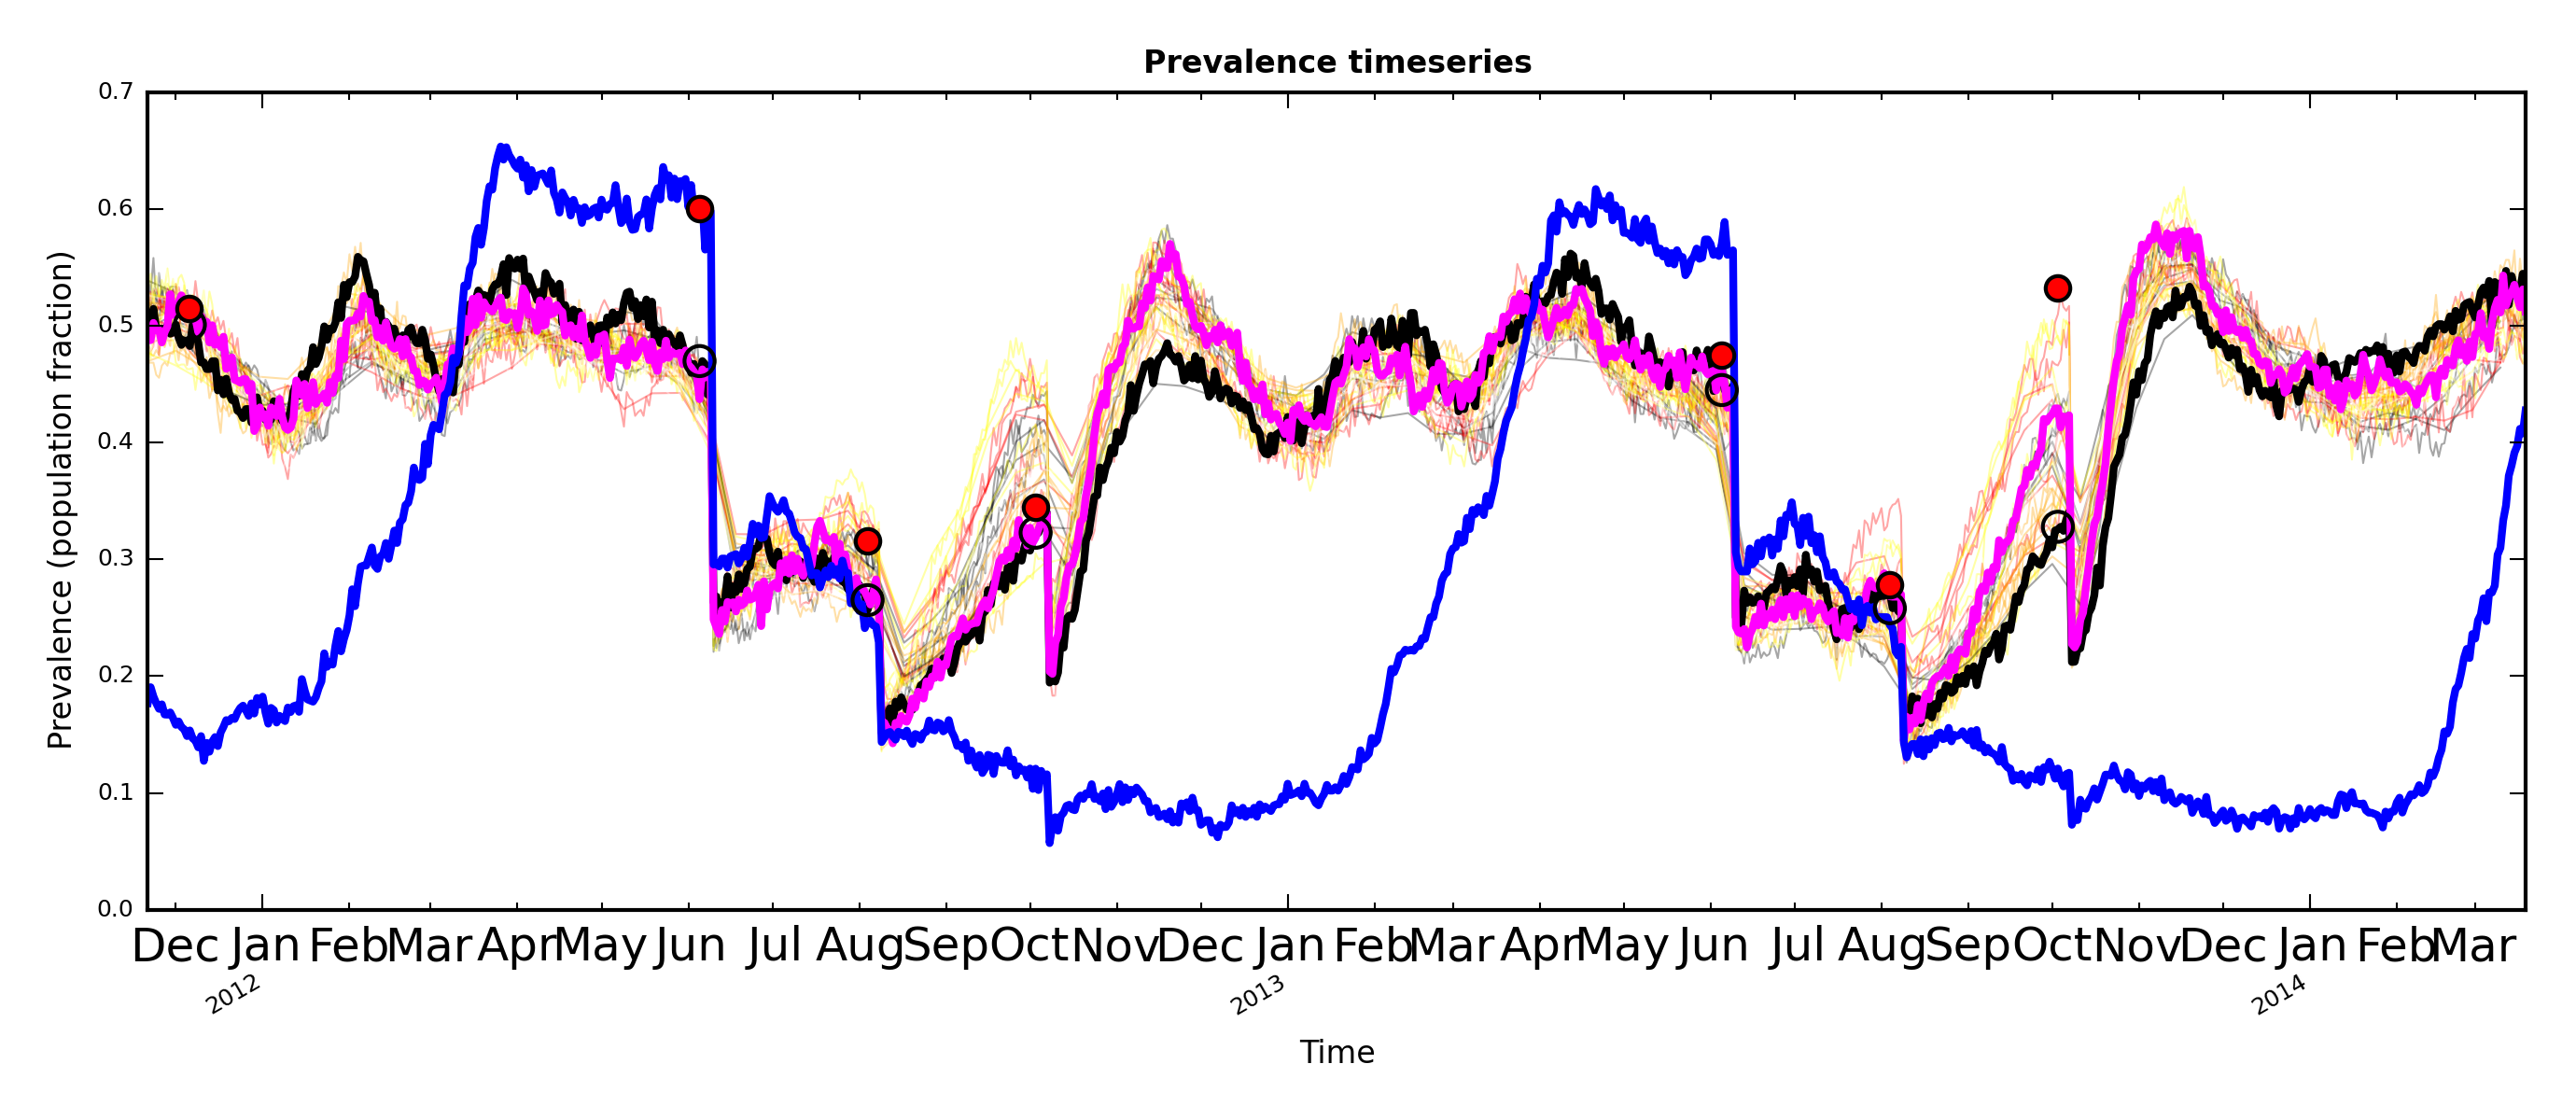 Prevalence timeseries
Prevalence (population fraction)
0.7
0.6
0.5
0.4
0.3
0.2
0.1
0.0
Dec Jan Feb Mar Apr May Jun Jul Aug Sep Oct Nov Dec Jan Feb Mar Apr May Jun Jul Aug Sep Oct Nov Dec Jan Feb Mar
2012 2013 2014
Time